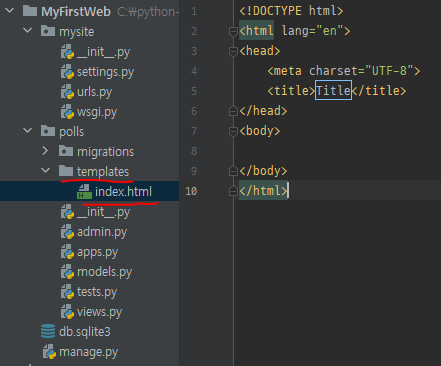 MyFirstWeb C:\python-
mysite
__init__.py
settings.py
urls.py
wsgi.py
polls
migrations
templates
index.html
__init__.py
admin.py
apps.py
models.py
tests.py
views.py
db.sqlite3
manage.py
1 <!DOCTYPE html>
2 <html lang="en">
3 <head>
4 <meta charset="UTF-8">
5 <title>Title</title>
6 </head>
7 <body>
8
9 </body>
10 </html>